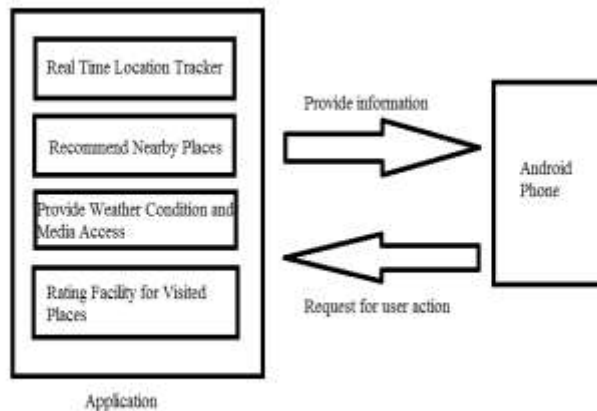 Real Time Location Tracker
Recommend Nearby Places
Provide Weather Condition and
Media Access
Rating Facility for Visited
Places
Application
Provide information
Request for user action
Android
Phone